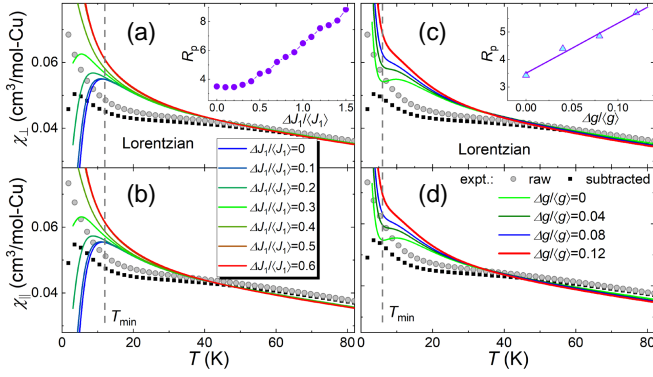 (a)
χ⊥ (cm³/mol-Cu)
0.06
0.04
Rₚ
8
6
4
0.0 0.5 1.0 1.5
ΔJ₁/⟨J₁⟩
Lorentzian
(c)
Rₚ
5
4
3
0.00 0.05 0.10
Δg/⟨g⟩
Lorentzian
(b)
χ∥ (cm³/mol-Cu)
0.06
0.04
ΔJ₁/⟨J₁⟩=0
ΔJ₁/⟨J₁⟩=0.1
ΔJ₁/⟨J₁⟩=0.2
ΔJ₁/⟨J₁⟩=0.3
ΔJ₁/⟨J₁⟩=0.4
ΔJ₁/⟨J₁⟩=0.5
ΔJ₁/⟨J₁⟩=0.6
Tmin
0 20 40 60 80
T (K)
(d)
expt.: raw subtracted
Δg/⟨g⟩=0
Δg/⟨g⟩=0.04
Δg/⟨g⟩=0.08
Δg/⟨g⟩=0.12
Tmin
0 20 40 60 80
T (K)